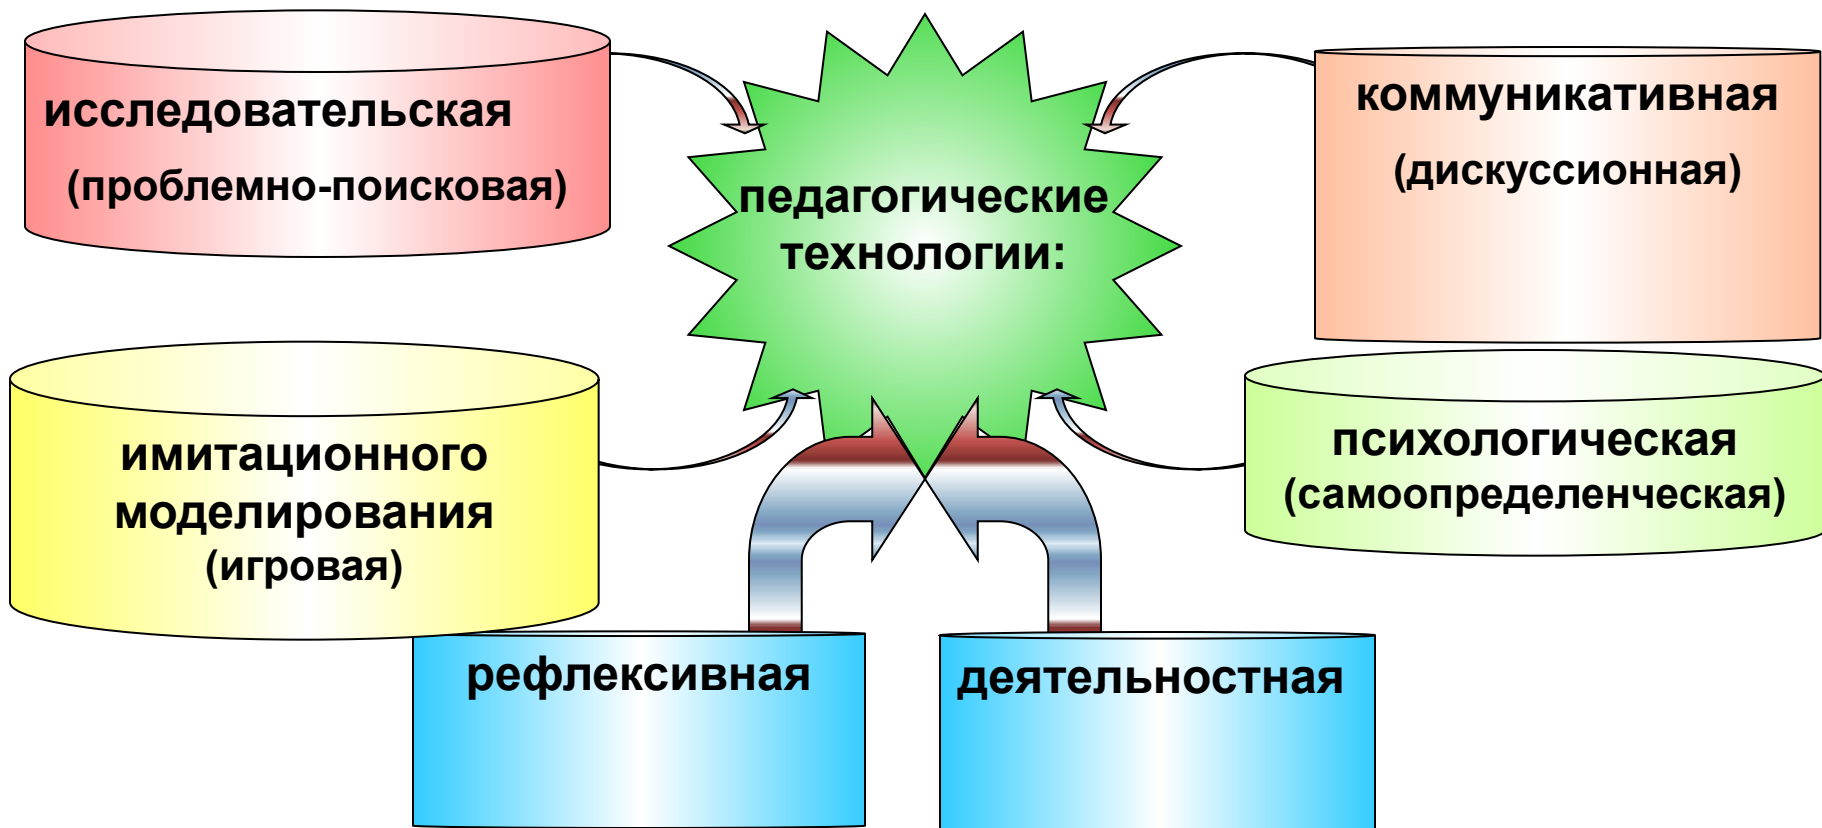 педагогические
технологии:
исследовательская
(проблемно-поисковая)
коммуникативная
(дискуссионная)
имитационного
моделирования
(игровая)
психологическая
(самоопределенческая)
рефлексивная
деятельностная